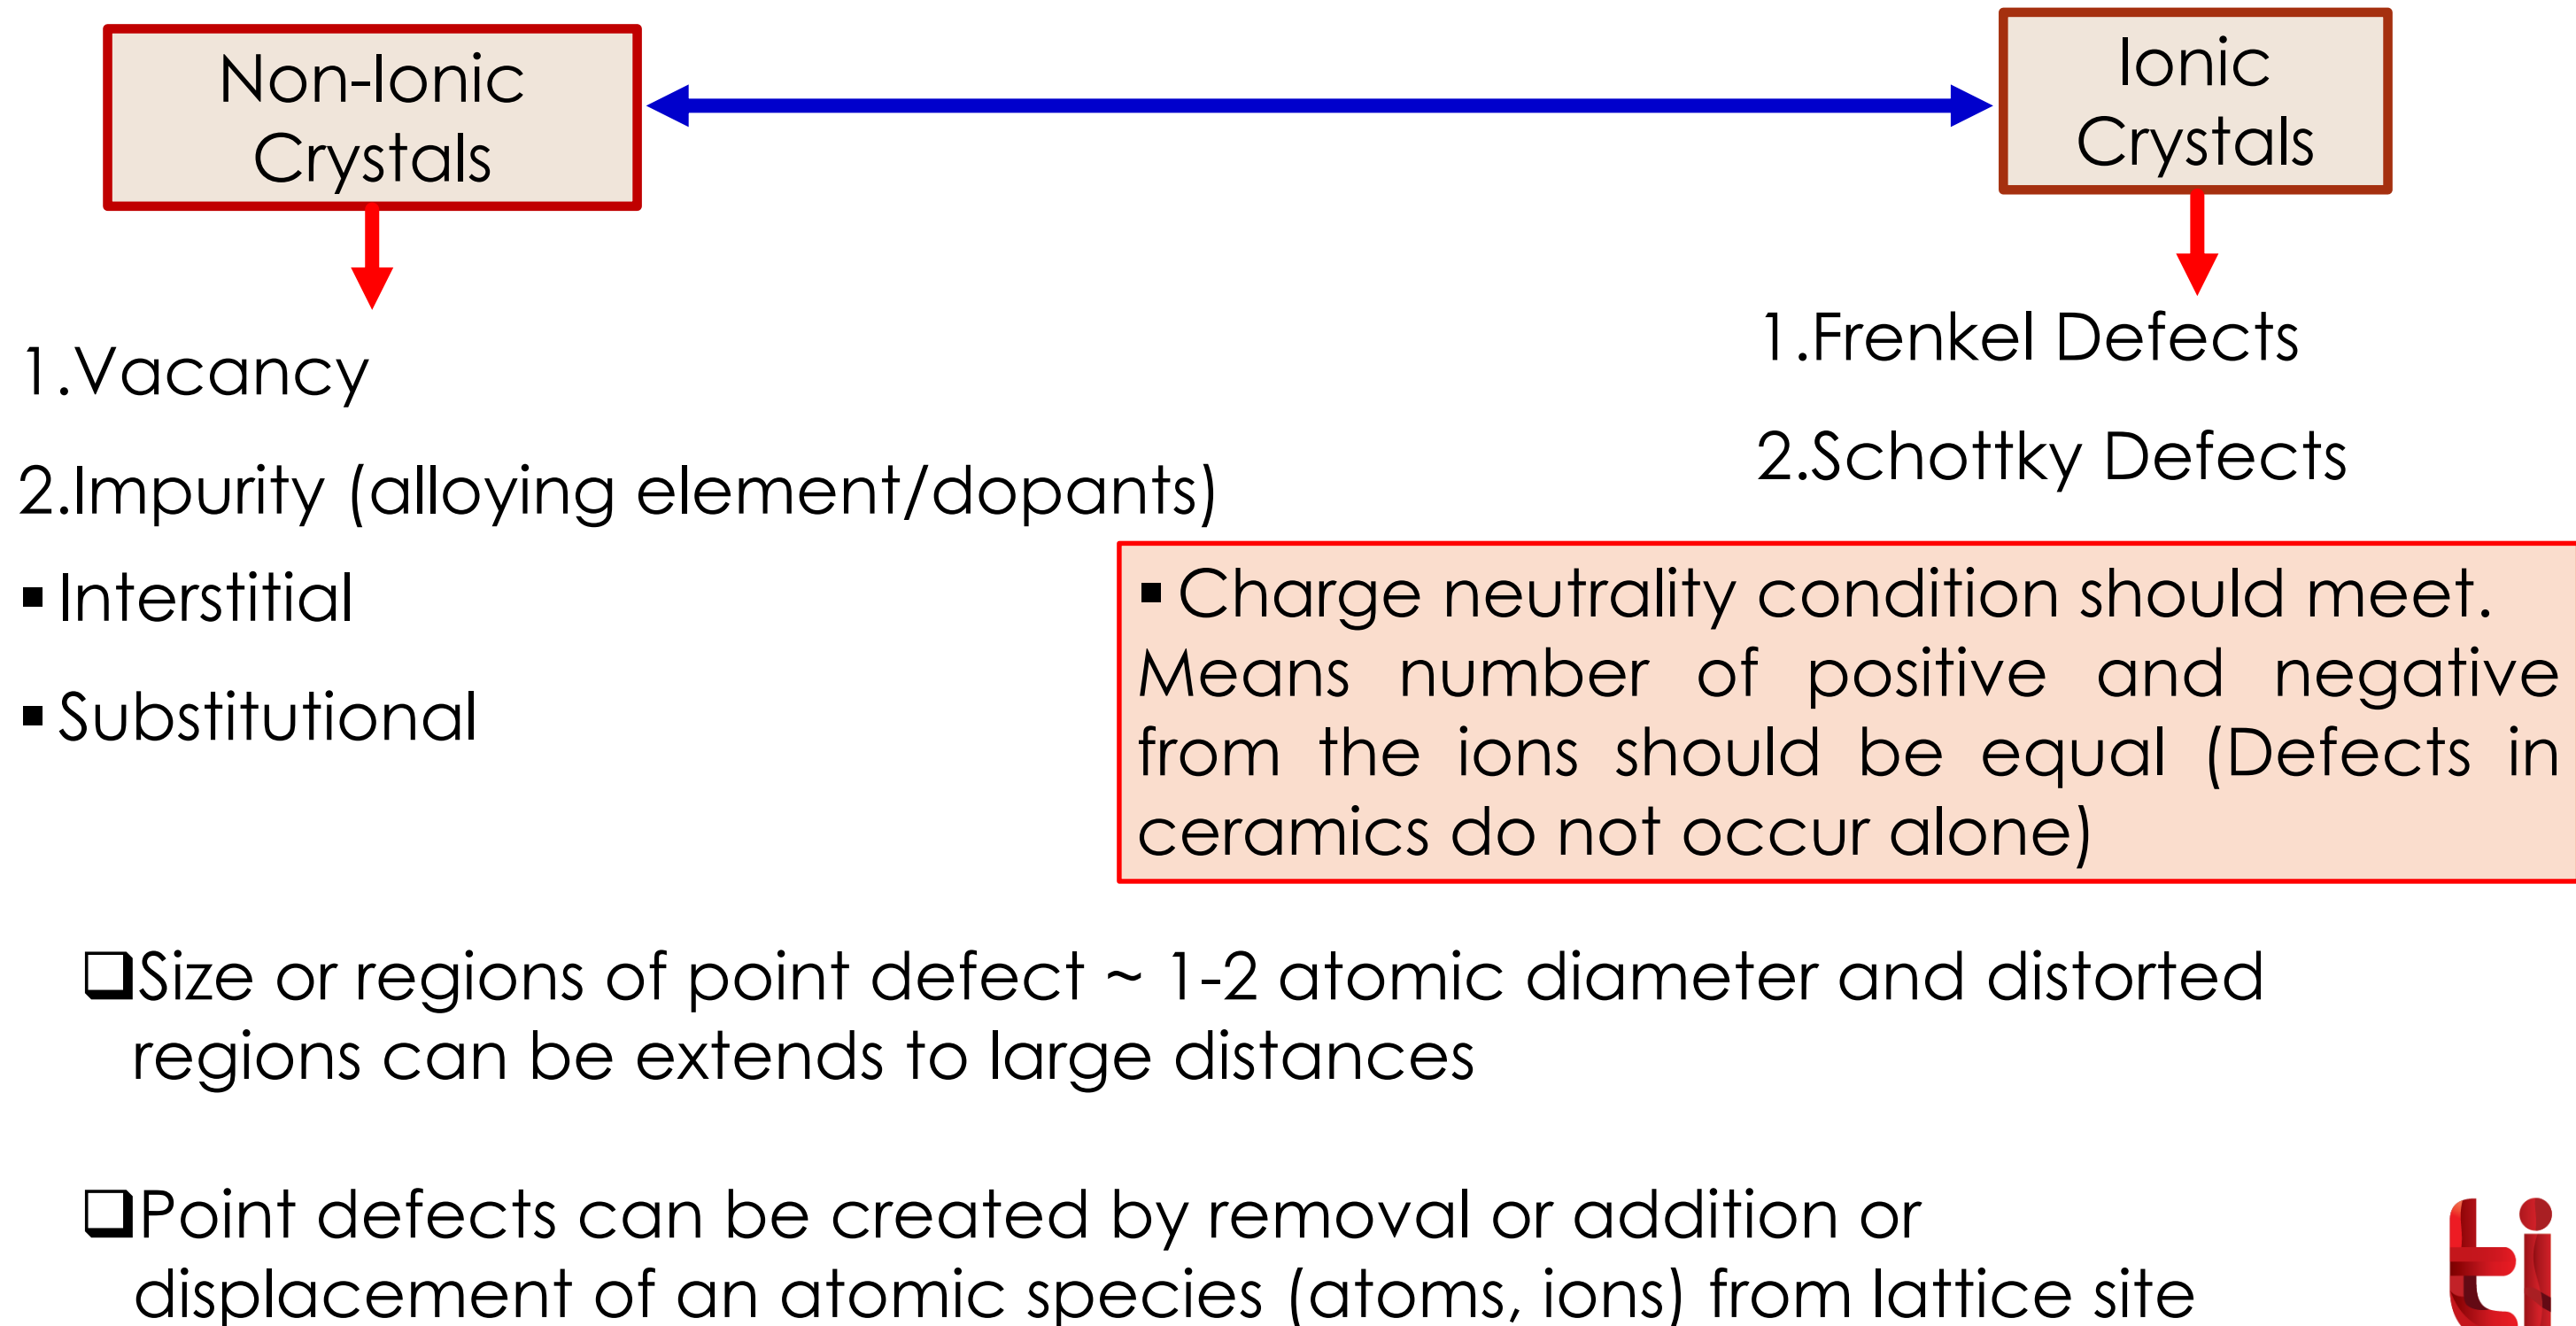 Non-Ionic
Crystals
Ionic
Crystals
1.Vacancy
2.Impurity (alloying element/dopants)
▪ Interstitial
▪ Substitutional
1.Frenkel Defects
2.Schottky Defects
▪ Charge neutrality condition should meet.
Means number of positive and negative
from the ions should be equal (Defects in
ceramics do not occur alone)
❑Size or regions of point defect ~ 1-2 atomic diameter and distorted
regions can be extends to large distances
❑Point defects can be created by removal or addition or
displacement of an atomic species (atoms, ions) from lattice site
ti